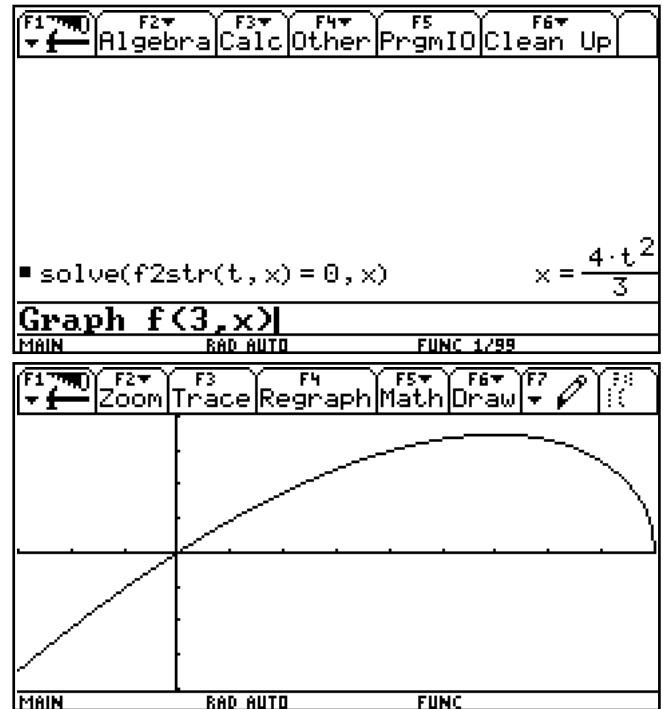 F1 F2 F3 F4 F5 F6
Algebra Calc Other PrgmIO Clean Up
solve(f2str(t,x) = 0, x) x = 4·t² / 3
Graph f(3,x)
MAIN RAD AUTO FUNC 1/99
F1 F2 F3 F4 F5 F6 F7
Zoom Trace Regraph Math Draw
MAIN RAD AUTO FUNC